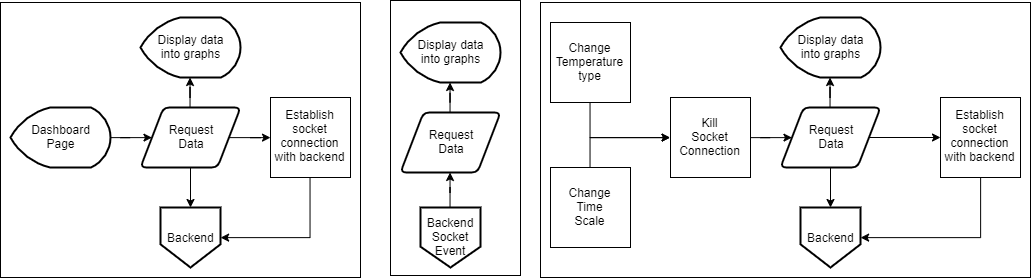 Display data
into graphs
Dashboard
Page
Request
Data
Establish
socket
connection
with backend
Backend
Display data
into graphs
Request
Data
Backend
Socket
Event
Change
Temperature
type
Display data
into graphs
Kill
Socket
Connection
Request
Data
Establish
socket
connection
with backend
Change
Time
Scale
Backend